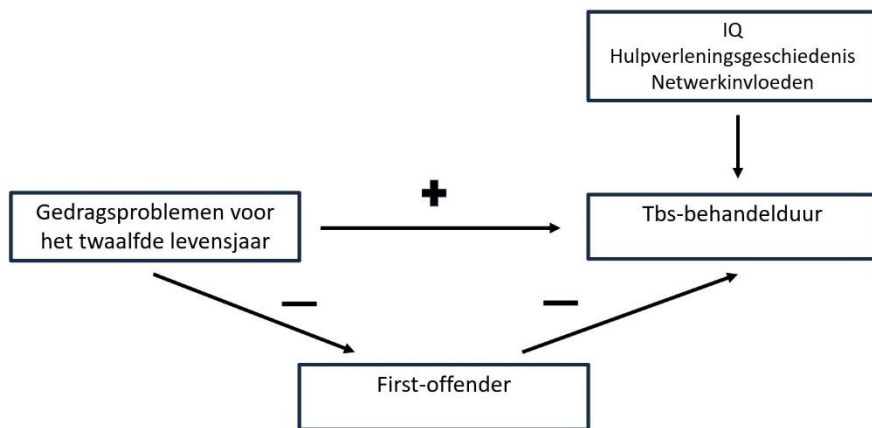 IQ
Hulpverleningsgeschiedenis
Netwerkinvloeden
+
Gedragsproblemen voor
het twaalfde levensjaar
Tbs-behandelduur
—
—
First-offender